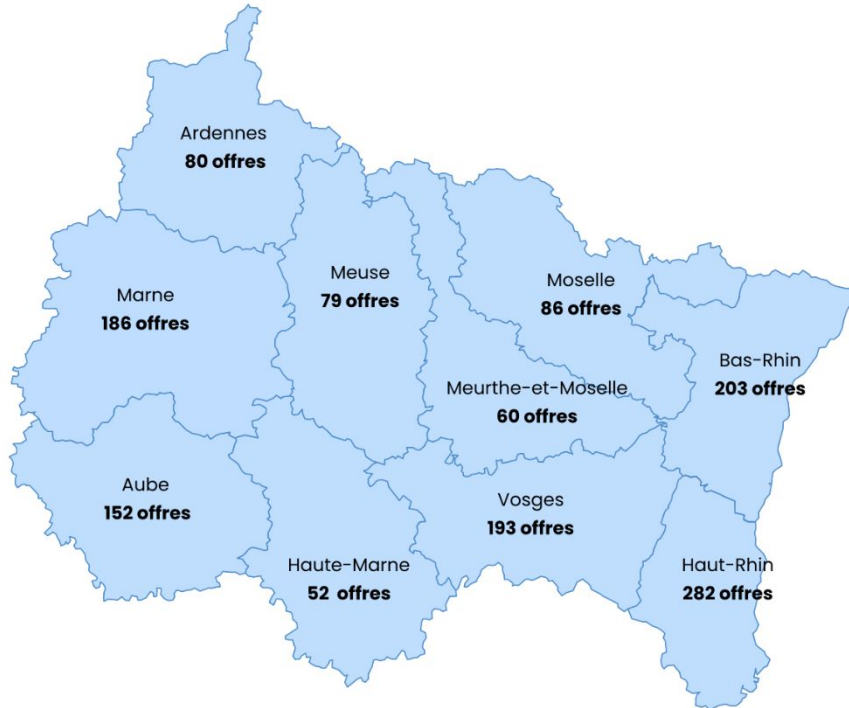 Ardennes
80 offres
Marne
186 offres
Meuse
79 offres
Moselle
86 offres
Bas-Rhin
203 offres
Meurthe-et-Moselle
60 offres
Aube
152 offres
Haute-Marne
52 offres
Vosges
193 offres
Haut-Rhin
282 offres